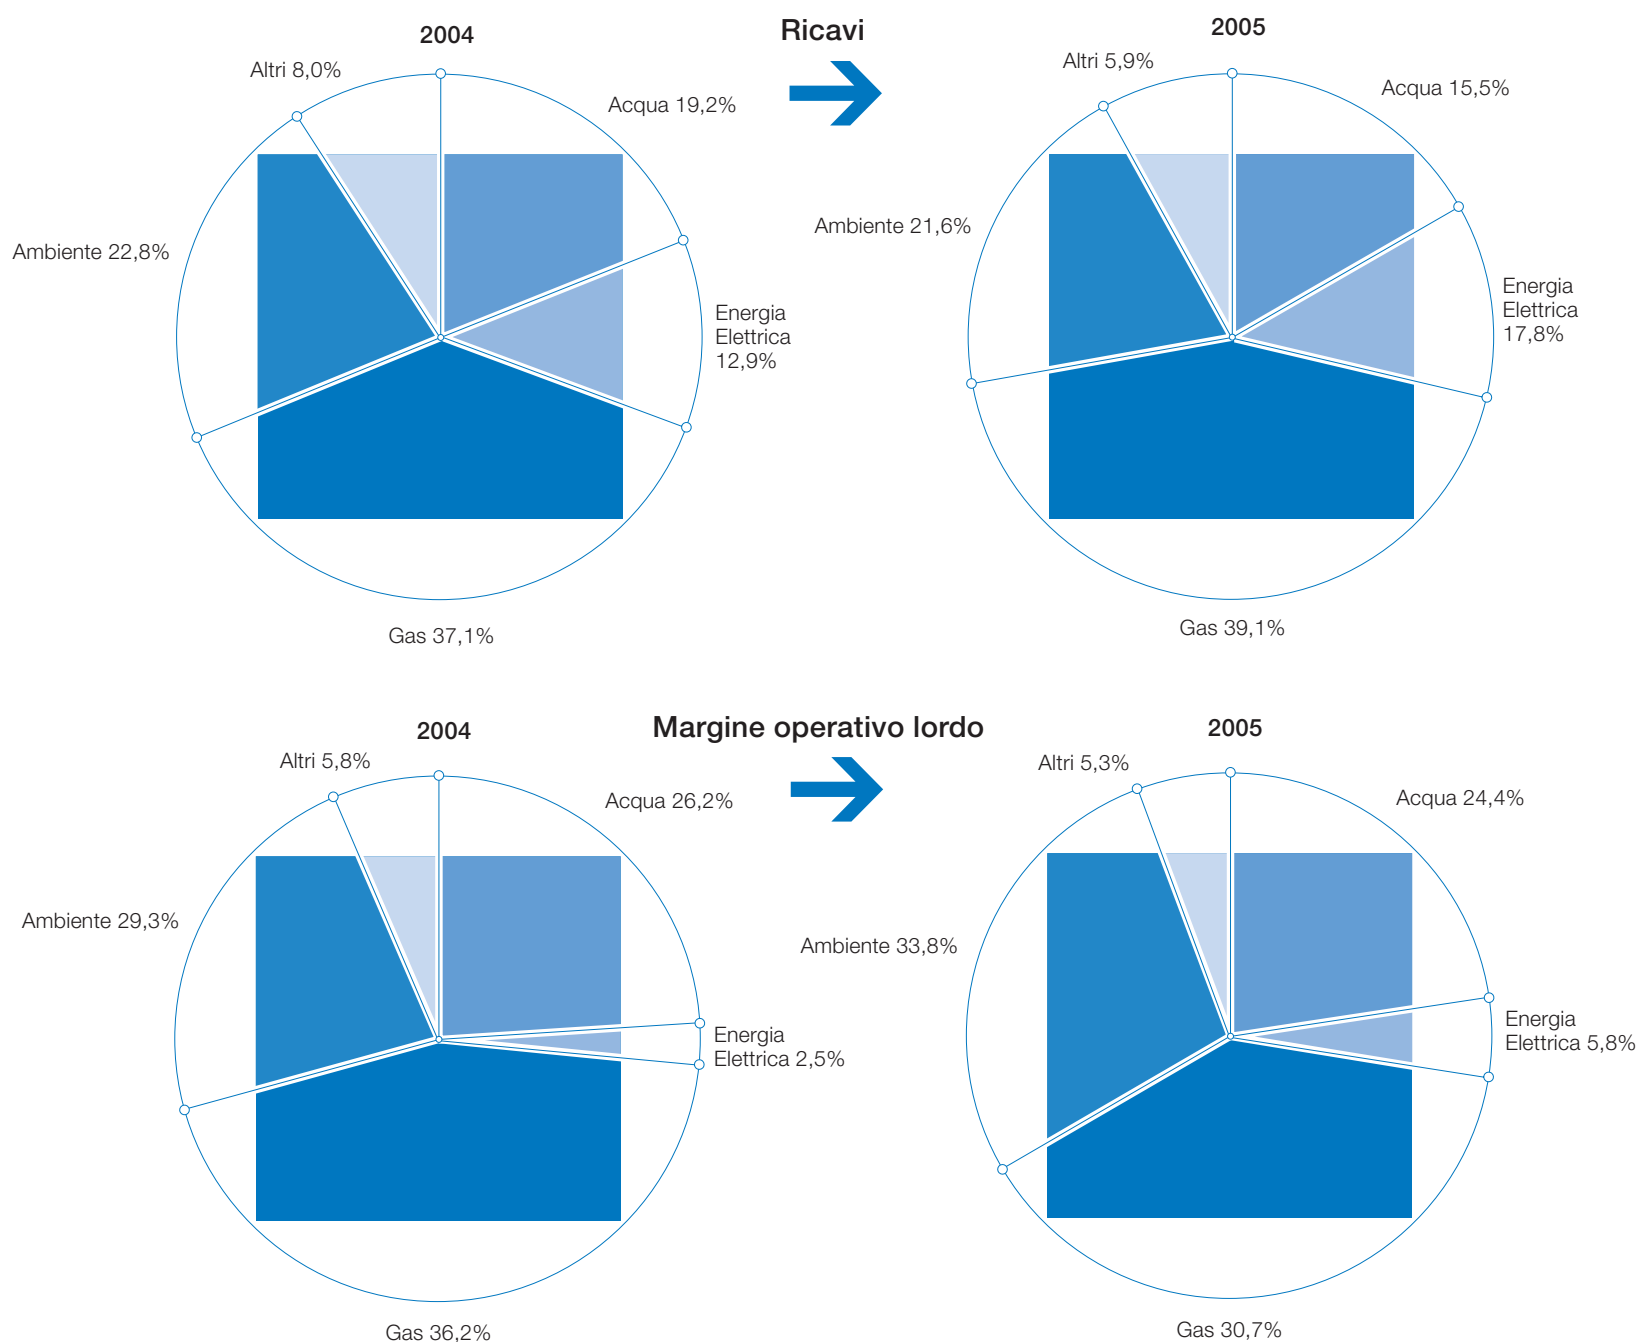 Ricavi
2004
Altri 8,0%
Acqua 19,2%
Ambiente 22,8%
Energia
Elettrica
12,9%
Gas 37,1%
2005
Altri 5,9%
Acqua 15,5%
Ambiente 21,6%
Energia
Elettrica
17,8%
Gas 39,1%
Margine operativo lordo
2004
Altri 5,8%
Acqua 26,2%
Ambiente 29,3%
Energia
Elettrica 2,5%
Gas 36,2%
2005
Altri 5,3%
Acqua 24,4%
Ambiente 33,8%
Energia
Elettrica 5,8%
Gas 30,7%